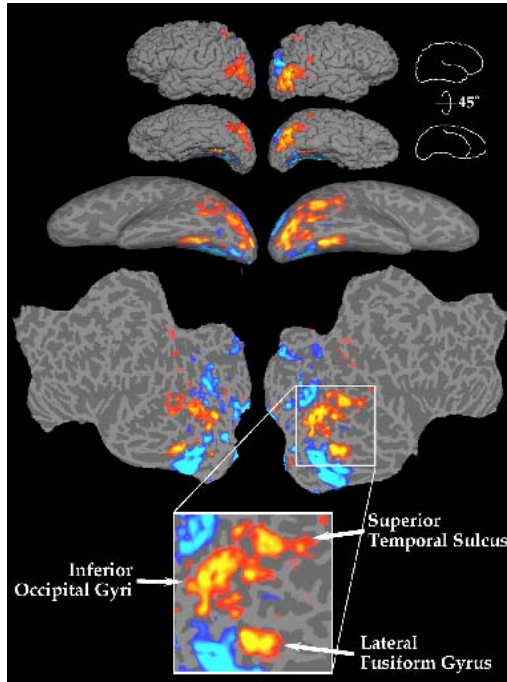 45°
Superior
Temporal Sulcus
Inferior
Occipital Gyri
Lateral
Fusiform Gyrus